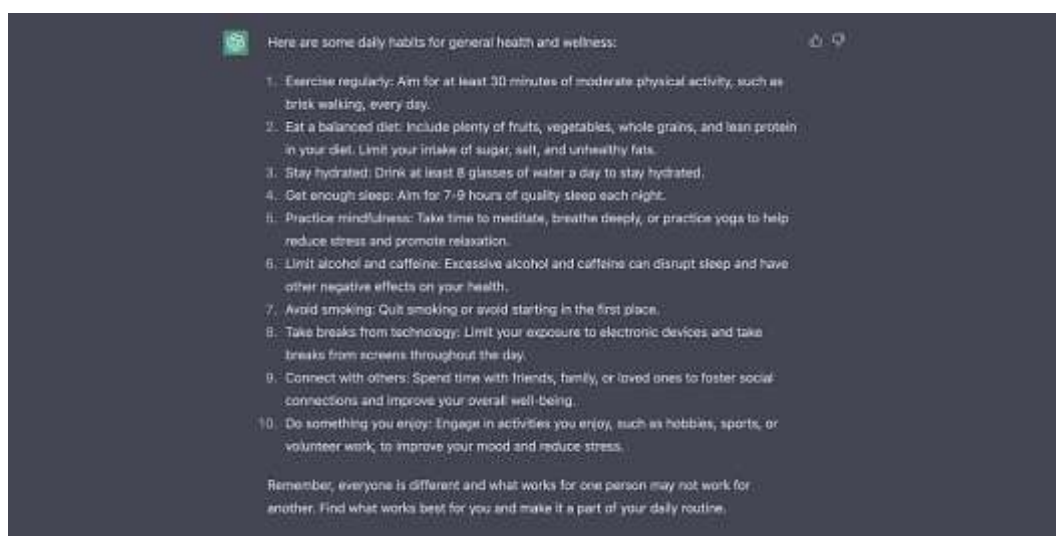 Here are some daily habits for general health and wellness:
1. Exercise regularly: Aim for at least 30 minutes of moderate physical activity, such as
brisk walking, every day.
2. Eat a balanced diet: Include plenty of fruits, vegetables, whole grains, and lean protein
in your diet. Limit your intake of sugar, salt, and unhealthy fats.
3. Stay hydrated: Drink at least 8 glasses of water a day to stay hydrated.
4. Get enough sleep: Aim for 7-9 hours of quality sleep each night.
5. Practice mindfulness: Take time to meditate, breathe deeply, or practice yoga to help
reduce stress and promote relaxation.
6. Limit alcohol and caffeine: Excessive alcohol and caffeine can disrupt sleep and have
other negative effects on your health.
7. Avoid smoking: Quit smoking or avoid starting in the first place.
8. Take breaks from technology: Limit your exposure to electronic devices and take
breaks from screens throughout the day.
9. Connect with others: Spend time with friends, family, or loved ones to foster social
connections and improve your overall well-being.
10. Do something you enjoy: Engage in activities you enjoy, such as hobbies, sports, or
volunteer work, to improve your mood and reduce stress.
Remember, everyone is different and what works for one person may not work for
another. Find what works best for you and make it a part of your daily routine.